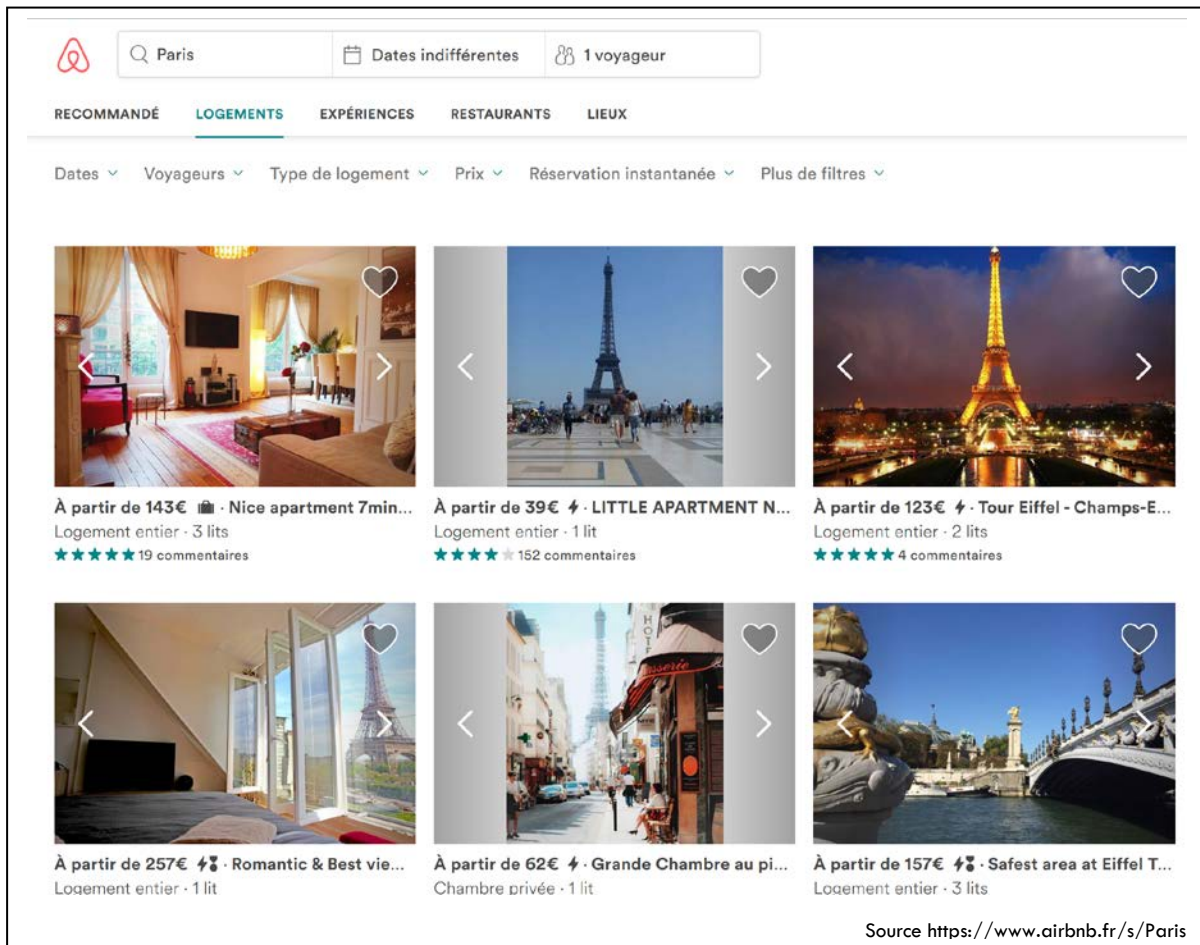 Paris
Dates indifférentes
1 voyageur
RECOMMANDÉ LOGEMENTS EXPÉRIENCES RESTAURANTS LIEUX
Dates Voyageurs Type de logement Prix Réservation instantanée Plus de filtres
À partir de 143€ · Nice apartment 7min...
Logement entier · 3 lits
19 commentaires
À partir de 39€ · LITTLE APARTMENT N...
Logement entier · 1 lit
152 commentaires
À partir de 123€ · Tour Eiffel - Champs-E...
Logement entier · 2 lits
4 commentaires
HOTE
Brasserie
À partir de 257€ · Romantic & Best vie...
Logement entier · 1 lit
À partir de 62€ · Grande Chambre au pi...
Chambre privée · 1 lit
À partir de 157€ · Safest area at Eiffel T...
Logement entier · 3 lits
Source https://www.airbnb.fr/s/Paris